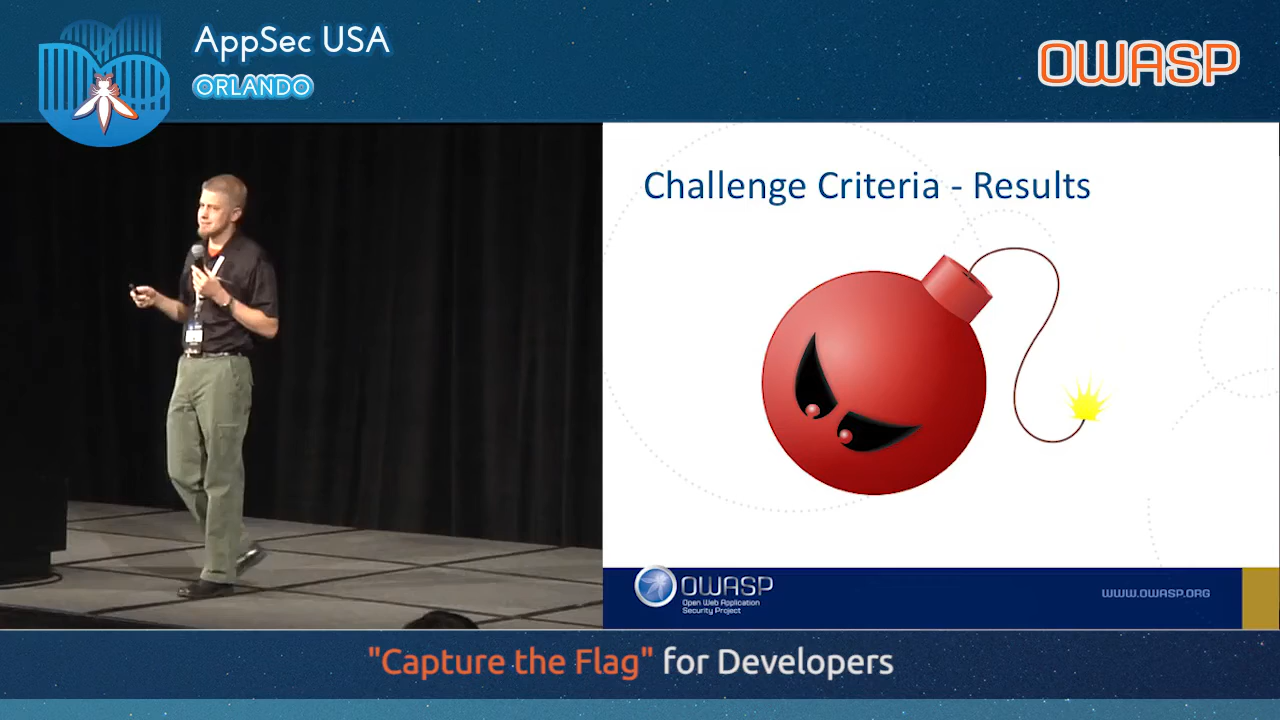 AppSec USA
ORLANDO
OWASP
Challenge Criteria - Results
OWASP
Open Web Application
Security Project
WWW.OWASP.ORG
"Capture the Flag" for Developers